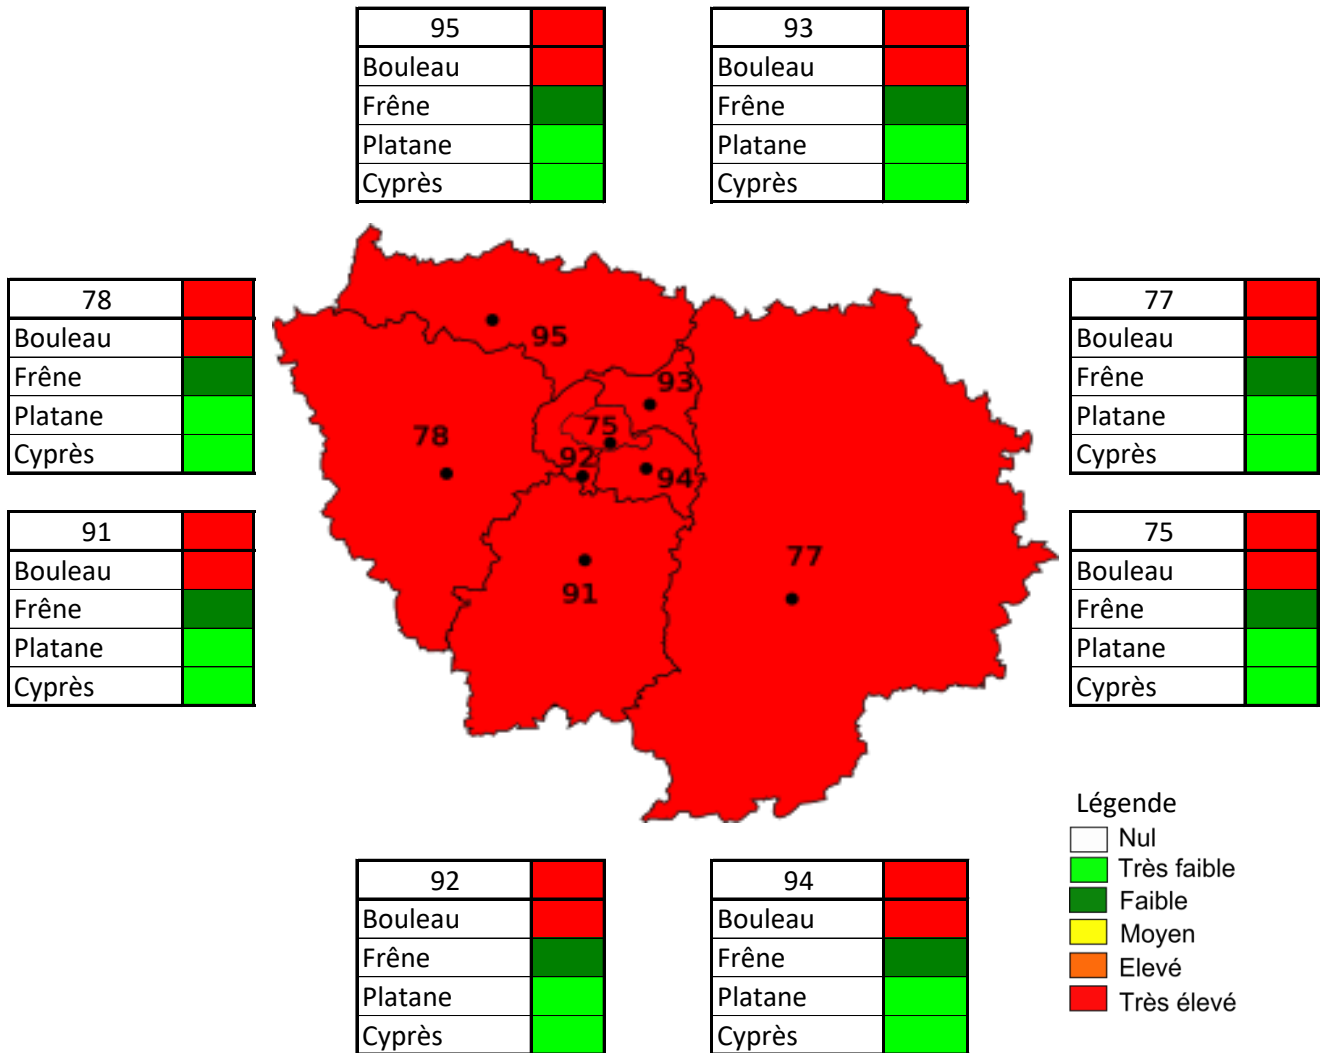 95
Bouleau
Frêne
Platane
Cyprès
93
Bouleau
Frêne
Platane
Cyprès
78
Bouleau
Frêne
Platane
Cyprès
91
Bouleau
Frêne
Platane
Cyprès
95
93
75
78
92
94
77
91
77
Bouleau
Frêne
Platane
Cyprès
75
Bouleau
Frêne
Platane
Cyprès
92
Bouleau
Frêne
Platane
Cyprès
94
Bouleau
Frêne
Platane
Cyprès
Légende
Nul
Très faible
Faible
Moyen
Elevé
Très élevé